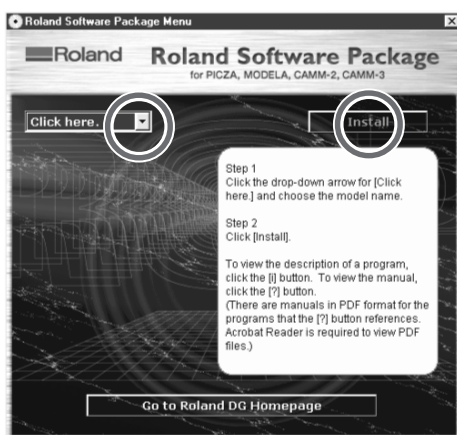 Roland Software Package Menu
Roland
Roland Software Package
for PICZA, MODELA, CAMM-2, CAMM-3
Click here.
Install
Step 1
Click the drop-down arrow for [Click
here.] and choose the model name.
Step 2
Click [Install].
To view the description of a program,
click the [i] button. To view the manual,
click the [?] button.
(There are manuals in PDF format for the
programs that the [?] button references.
Acrobat Reader is required to view PDF
files.)
Go to Roland DG Homepage